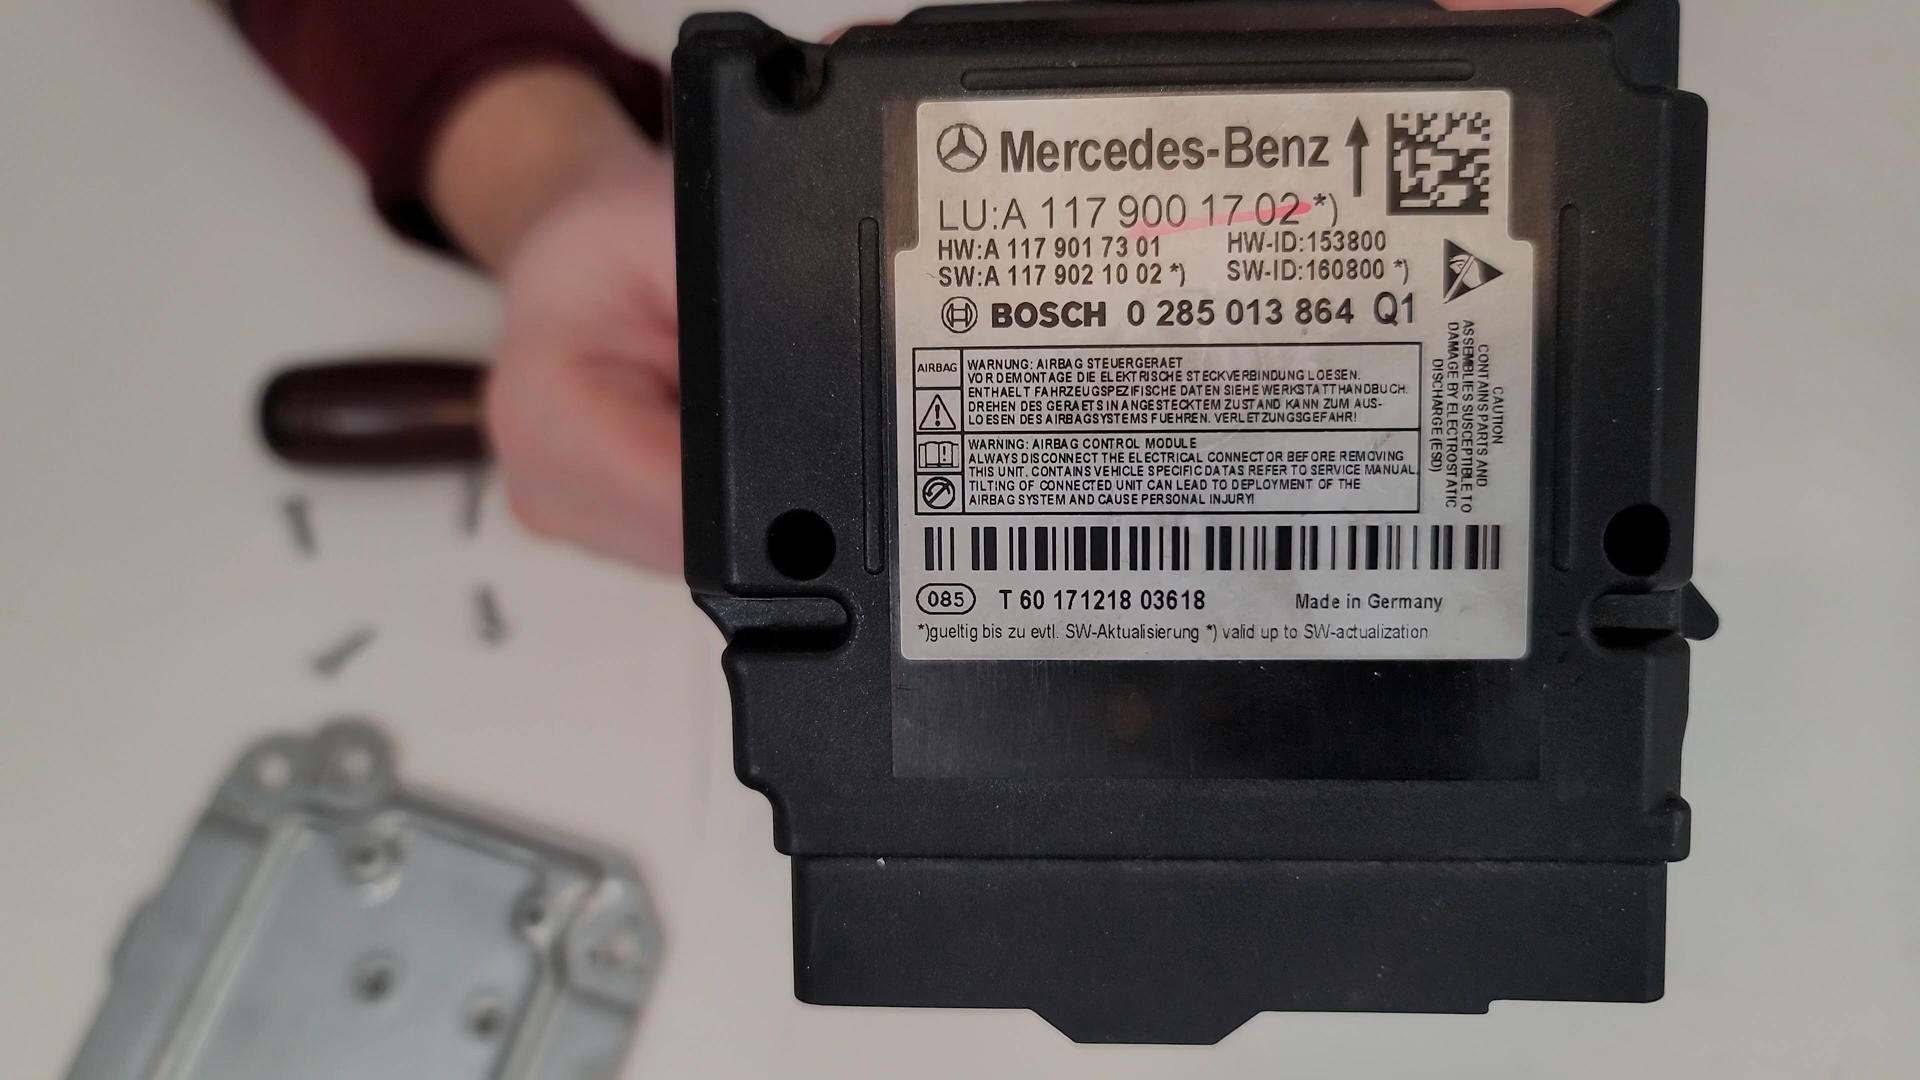 Mercedes-Benz
LU:A 117 900 17 02 *)
HW:A 117 901 73 01 HW-ID:153800
SW:A 117 902 10 02 *) SW-ID:160800 *)
BOSCH 0 285 013 864 Q1
AIRBAG
WARNUNG: AIRBAG STEUERGERAET
VOR DEMONTAGE DIE ELEKTRISCHE STECKVERBINDUNG LOESEN.
ENTHAELT FAHRZEUGSPEZIFISCHE DATEN SIEHE WERKSTATTHANDBUCH.
DREHEN DES GERAETS IN ANGESTECKTEM ZUSTAND KANN ZUM AUS-
LOESEN DES AIRBAGSYSTEMS FUEHREN. VERLETZUNGSGEFAHR!
WARNING: AIRBAG CONTROL MODULE
ALWAYS DISCONNECT THE ELECTRICAL CONNECTOR BEFORE REMOVING
THIS UNIT. CONTAINS VEHICLE SPECIFIC DATAS REFER TO SERVICE MANUAL.
TILTING OF CONNECTED UNIT CAN LEAD TO DEPLOYMENT OF THE
AIRBAG SYSTEM AND CAUSE PERSONAL INJURY!
CAUTION
CONTAINS PARTS AND
ASSEMBLIES SUSCEPTIBLE TO
DAMAGE BY ELECTROSTATIC
DISCHARGE (ESD)
085 T 60 171218 03618 Made in Germany
*)gueltig bis zu evtl. SW-Aktualisierung *) valid up to SW-actualization